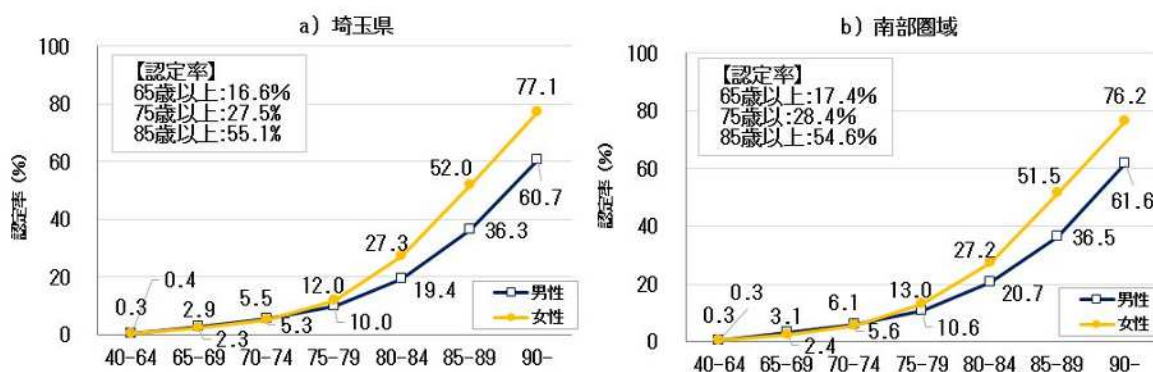 a) 埼玉県
100
80
60
40
20
0
認定率 (%)
【認定率】
65歳以上:16.6%
75歳以上:27.5%
85歳以上:55.1%
77.1
52.0
60.7
27.3
36.3
12.0
19.4
0.4
0.3
2.9
5.5
2.3
5.3
10.0
男性
女性
40-64 65-69 70-74 75-79 80-84 85-89 90-
b) 南部圏域
100
80
60
40
20
0
認定率 (%)
【認定率】
65歳以上:17.4%
75歳以:28.4%
85歳以上:54.6%
76.2
51.5
61.6
27.2
36.5
13.0
20.7
0.3
0.3
3.1
6.1
2.4
5.6
10.6
男性
女性
40-64 65-69 70-74 75-79 80-84 85-89 90-